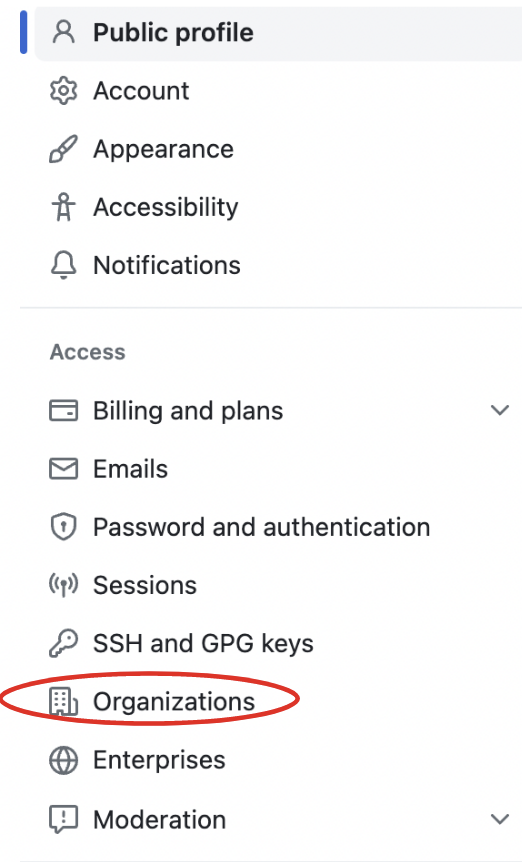 Public profile
Account
Appearance
Accessibility
Notifications
Access
Billing and plans
Emails
Password and authentication
Sessions
SSH and GPG keys
Organizations
Enterprises
Moderation